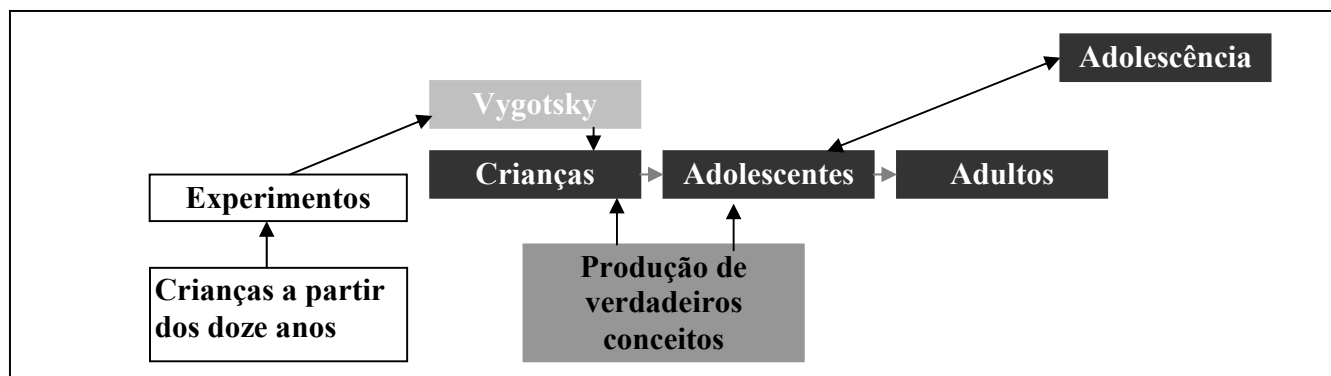 Adolescência
Vygotsky
Crianças
Adolescentes
Adultos
Experimentos
Crianças a partir
dos doze anos
Produção de
verdadeiros
conceitos